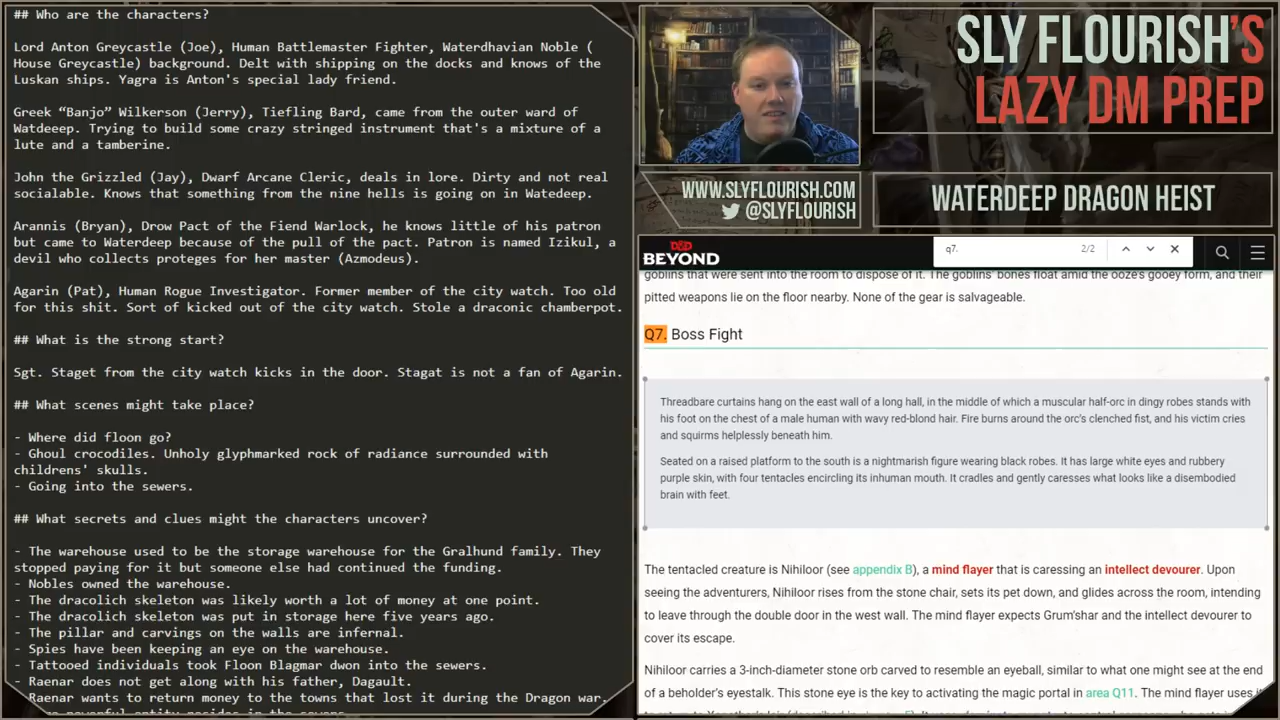 ## Who are the characters?
Lord Anton Greycastle (Joe), Human Battlemaster Fighter, Waterdhavian Noble (
House Greycastle) background. Delt with shipping on the docks and knows of the
Luskan ships. Yagra is Anton's special lady friend.
Greek “Banjo” Wilkerson (Jerry), Tiefling Bard, came from the outer ward of
Watdeeep. Trying to build some crazy stringed instrument that's a mixture of a
lute and a tamberine.
John the Grizzled (Jay), Dwarf Arcane Cleric, deals in lore. Dirty and not real
socialable. Knows that something from the nine hells is going on in Watedeep.
Arannis (Bryan), Drow Pact of the Fiend Warlock, he knows little of his patron
but came to Waterdeep because of the pull of the pact. Patron is named Izikul, a
devil who collects proteges for her master (Azmodeus).
Agarin (Pat), Human Rogue Investigator. Former member of the city watch. Too old
for this shit. Sort of kicked out of the city watch. Stole a draconic chamberpot.
## What is the strong start?
Sgt. Staget from the city watch kicks in the door. Stagat is not a fan of Agarin.
## What scenes might take place?
- Where did floon go?
- Ghoul crocodiles. Unholy glyphmarked rock of radiance surrounded with
childrens' skulls.
- Going into the sewers.
## What secrets and clues might the characters uncover?
- The warehouse used to be the storage warehouse for the Gralhund family. They
stopped paying for it but someone else had continued the funding.
- Nobles owned the warehouse.
- The dracolich skeleton was likely worth a lot of money at one point.
- The dracolich skeleton was put in storage here five years ago.
- The pillar and carvings on the walls are infernal.
- Spies have been keeping an eye on the warehouse.
- Tattooed individuals took Floon Blagmar dwon into the sewers.
- Raenar does not get along with his father, Dagault.
Raenar wants to return money to the towns that lost it during the Dragon war.
SLY FLOURISH'S
LAZY DM PREP
WWW.SLYFLOURISH.COM
@SLYFLOURISH
WATERDEEP DRAGON HEIST
D&D
BEYOND
q7.
2/2
goblins that were sent into the room to dispose of it. The goblins' bones float amid the ooze's gooey form, and their
pitted weapons lie on the floor nearby. None of the gear is salvageable.
Q7. Boss Fight
Threadbare curtains hang on the east wall of a long hall, in the middle of which a muscular half-orc in dingy robes stands with
his foot on the chest of a male human with wavy red-blond hair. Fire burns around the orc's clenched fist, and his victim cries
and squirms helplessly beneath him.
Seated on a raised platform to the south is a nightmarish figure wearing black robes. It has large white eyes and rubbery
purple skin, with four tentacles encircling its inhuman mouth. It cradles and gently caresses what looks like a disembodied
brain with feet.
The tentacled creature is Nihiloor (see appendix B), a mind flayer that is caressing an intellect devourer. Upon
seeing the adventurers, Nihiloor rises from the stone chair, sets its pet down, and glides across the room, intending
to leave through the double door in the west wall. The mind flayer expects Grum'shar and the intellect devourer to
cover its escape.
Nihiloor carries a 3-inch-diameter stone orb carved to resemble an eyeball, similar to what one might see at the end
of a beholder's eyestalk. This stone eye is the key to activating the magic portal in area Q11. The mind flayer uses it